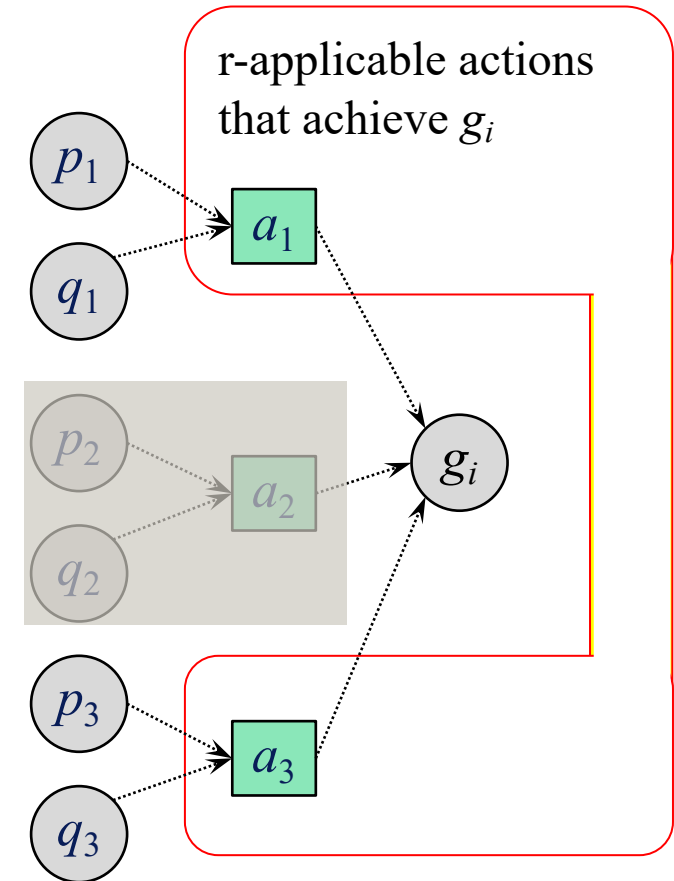 r-applicable actions
that achieve gᵢ
p₁
a₁
q₁
p₂
gᵢ
a₂
q₂
p₃
a₃
q₃